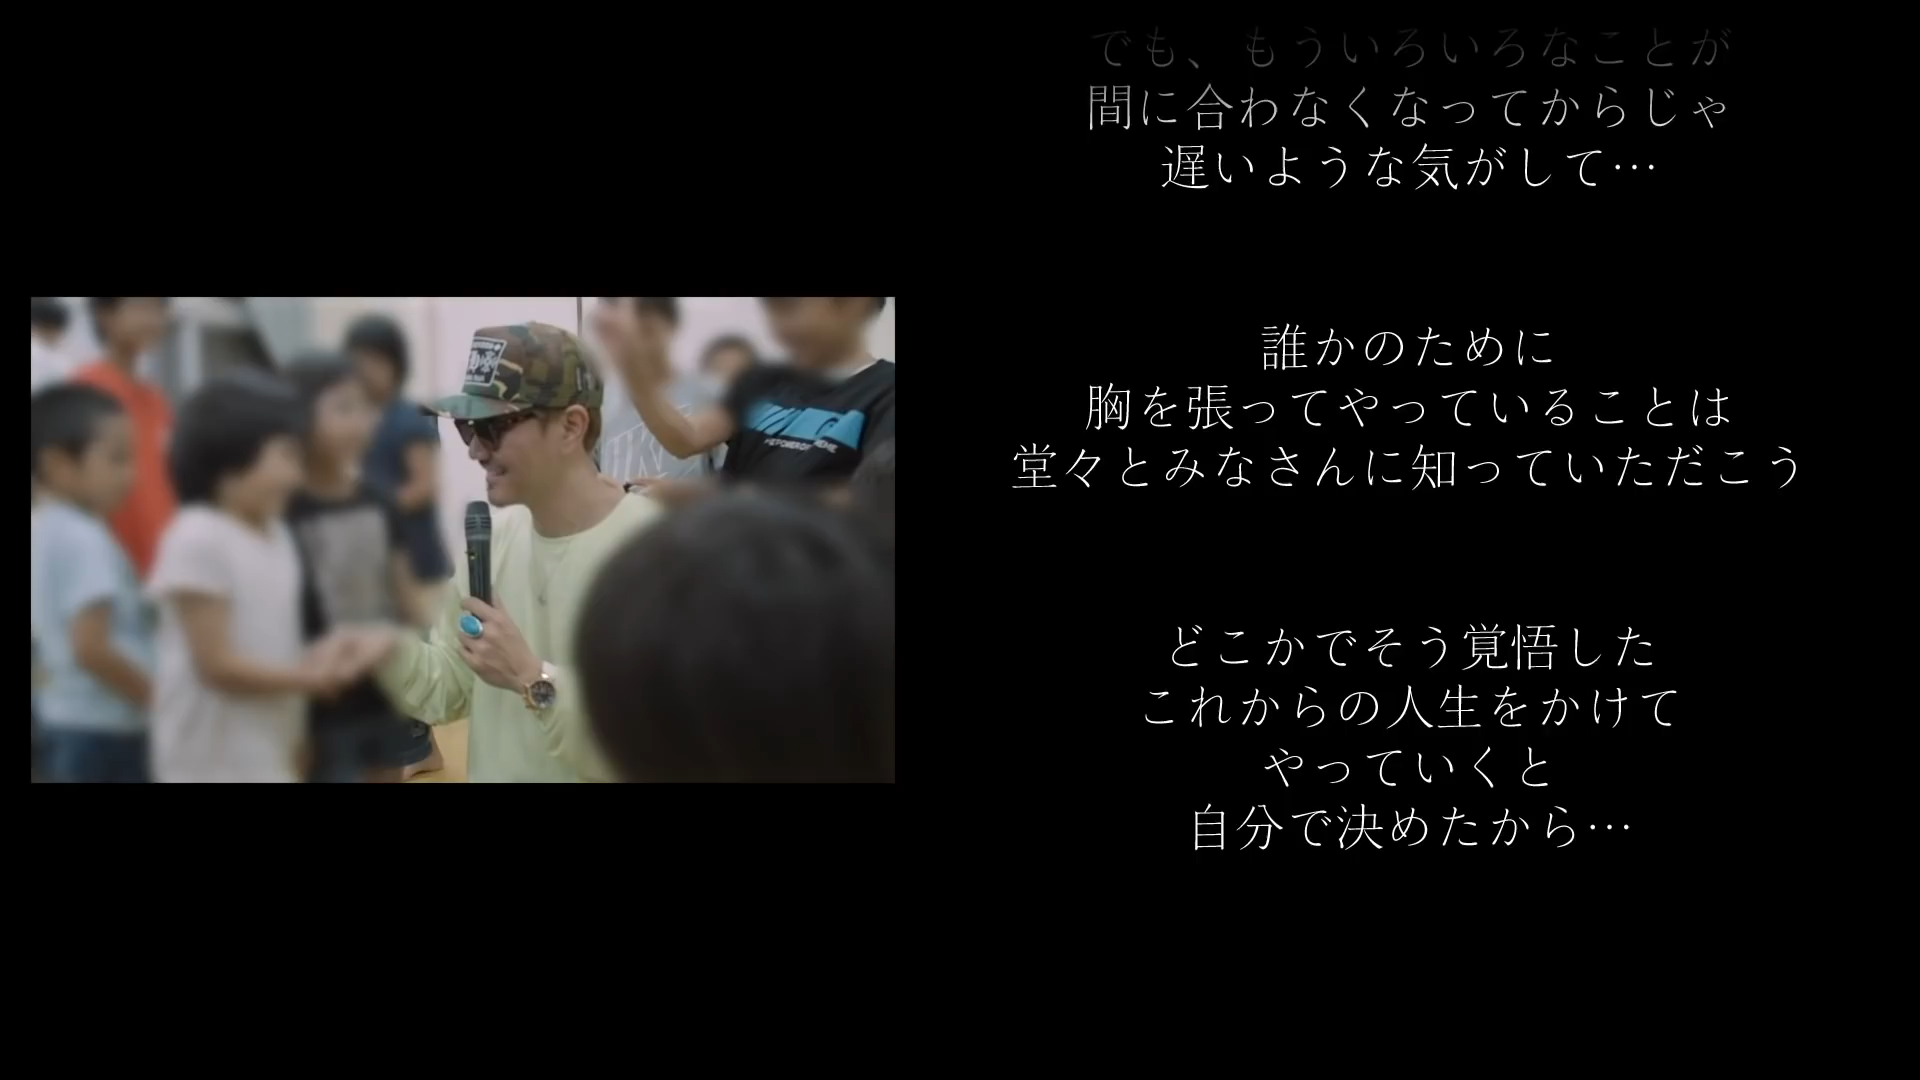 でも、もういろいろなことが
間に合わなくなってからじゃ
遅いような気がして…
誰かのために
胸を張ってやっていることは
堂々とみなさんに知っていただこう
どこかでそう覚悟した
これからの人生をかけて
やっていくと
自分で決めたから…